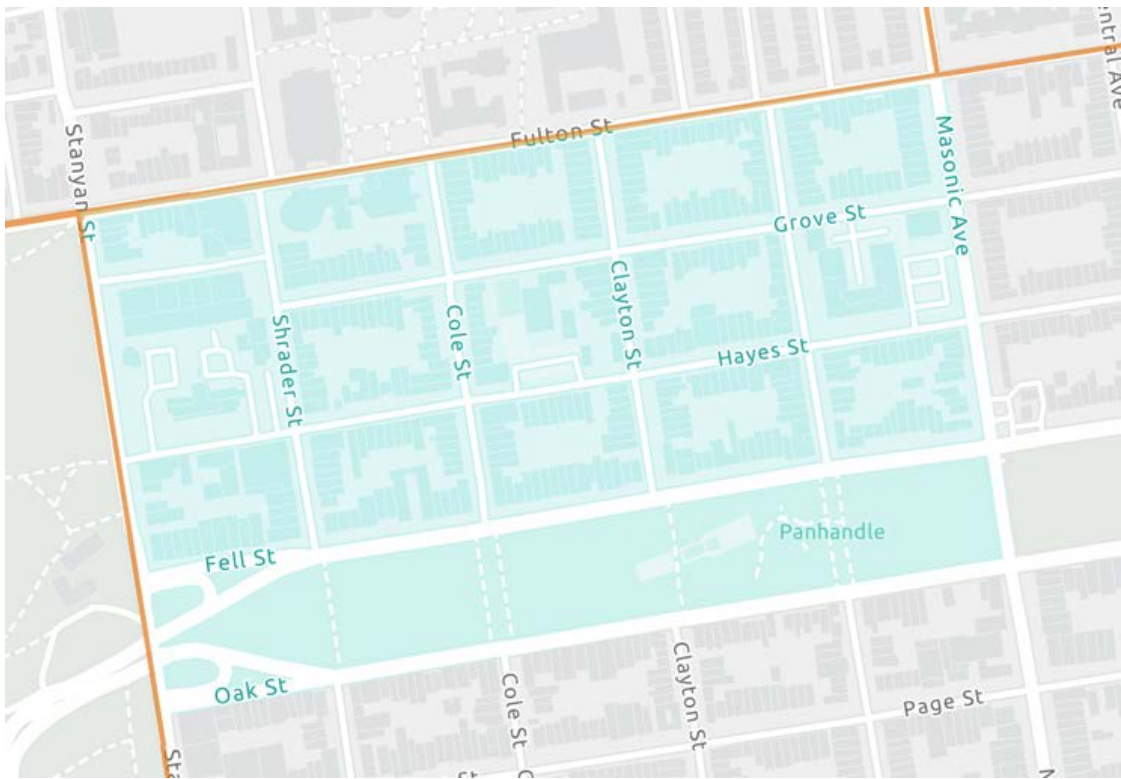 Stanyan St
Fulton St
Masonic Ave
Grove St
Shrader St
Cole St
Clayton St
Hayes St
Fell St
Panhandle
Oak St
Cole St
Clayton St
Page St